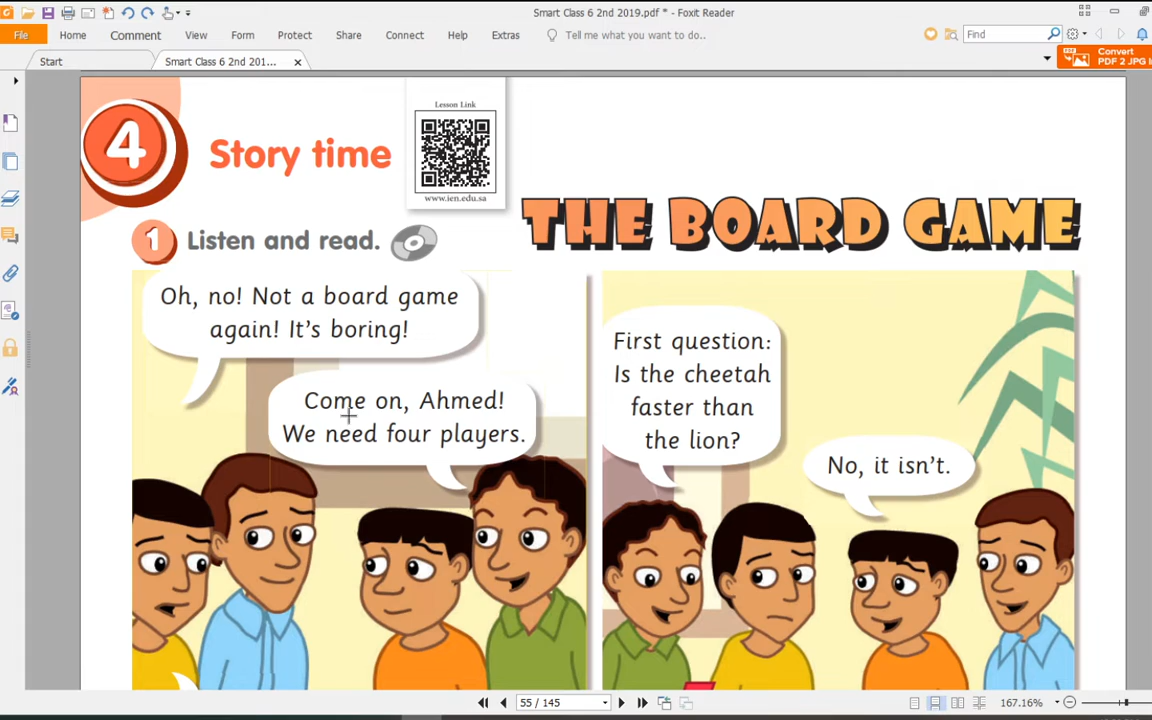 Smart Class 6 2nd 2019.pdf * - Foxit Reader
File Home Comment View Form Protect Share Connect Help Extras Tell me what you want to do.. Find
Start Smart Class 6 2nd 201... Convert
PDF 2 JPG
4 Story time
Lesson Link
www.ien.edu.sa
THE BOARD GAME
1 Listen and read.
Oh, no! Not a board game
again! It's boring!
Come on, Ahmed!
We need four players.
First question:
Is the cheetah
faster than
the lion?
No, it isn't.
55 / 145 167.16%